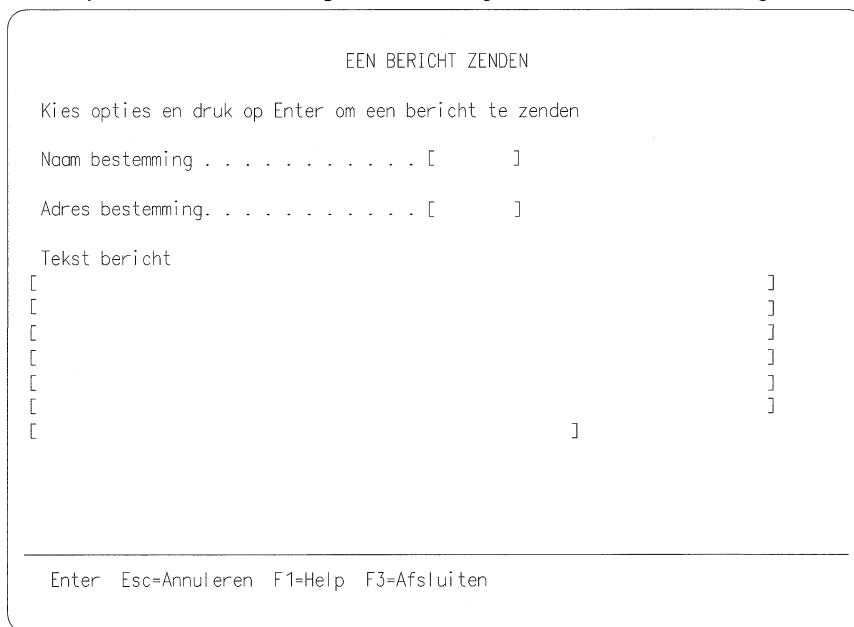 EEN BERICHT ZENDEN
Kies opties en druk op Enter om een bericht te zenden
Naam bestemming . . . . . . . . . . . [ ]
Adres bestemming. . . . . . . . . . . [ ]
Tekst bericht
[ ]
[ ]
[ ]
[ ]
[ ]
[ ]
[ ]
Enter Esc=Annuleren F1=Help F3=Afsluiten